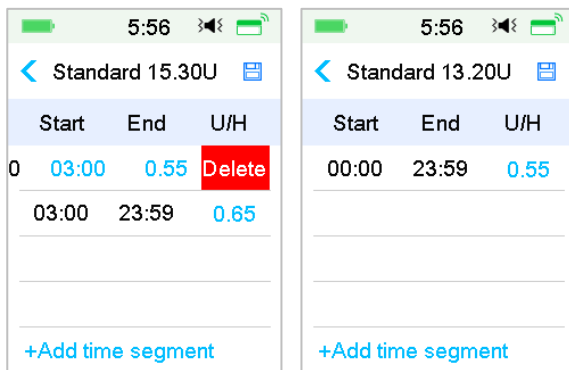 5:56
Standard 15.30U
Start End U/H
0 03:00 0.55 Delete
03:00 23:59 0.65
+Add time segment
5:56
Standard 13.20U
Start End U/H
00:00 23:59 0.55
+Add time segment